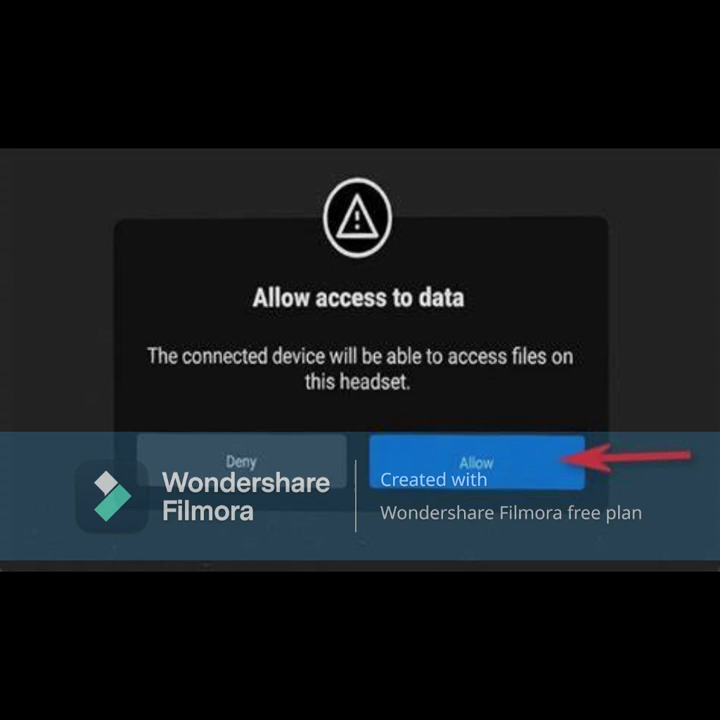 Allow access to data
The connected device will be able to access files on
this headset.
Deny
Allow
Wondershare
Filmora
Created with
Wondershare Filmora free plan